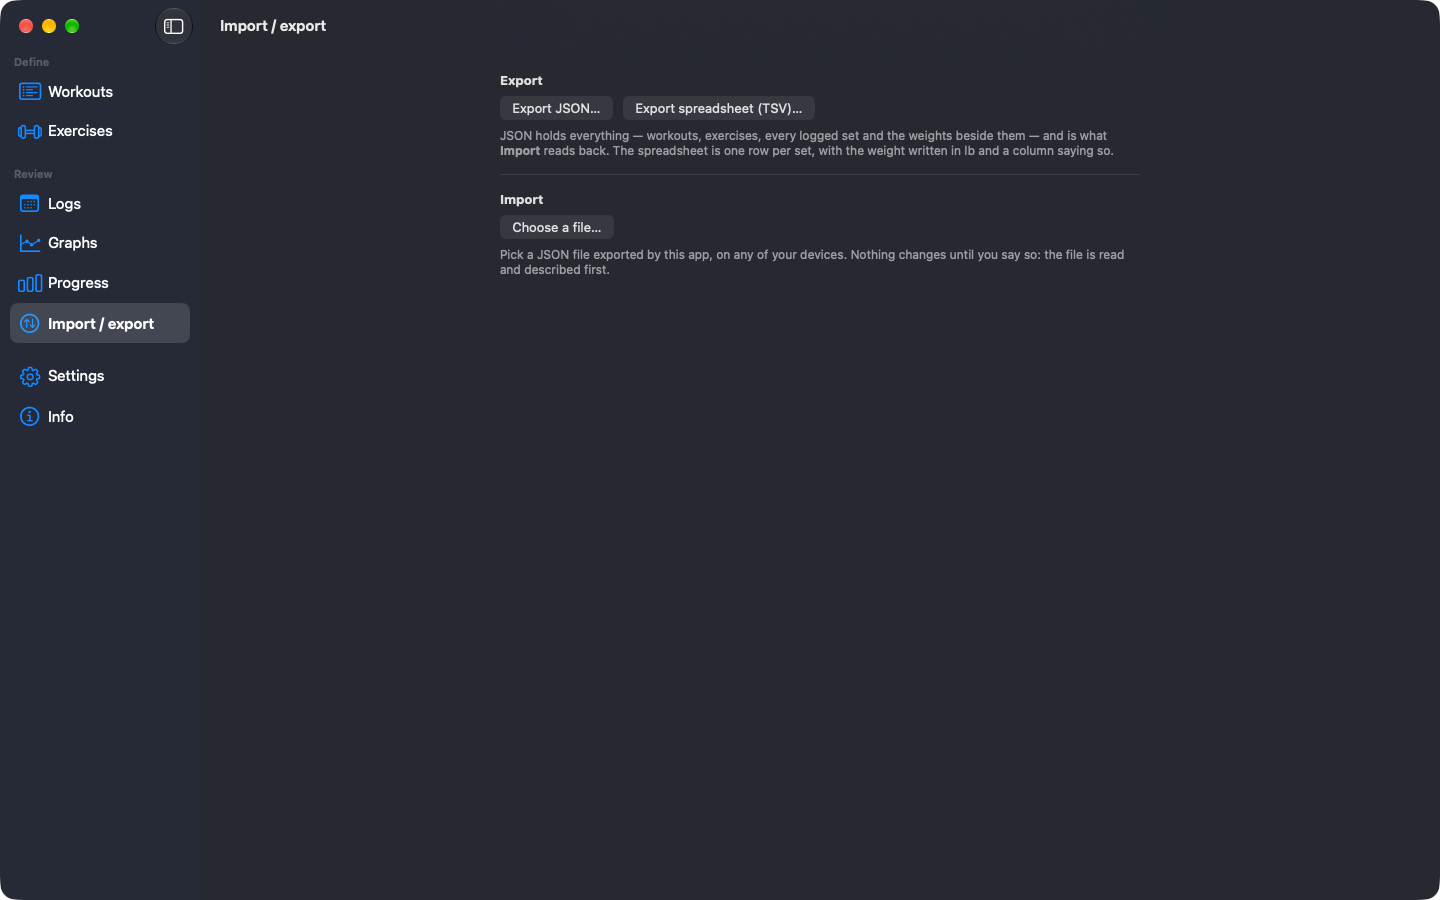 Import / export
Define
Workouts
Exercises
Review
Logs
Graphs
Progress
Import / export
Settings
Info
Export
Export JSON...
Export spreadsheet (TSV)...
JSON holds everything — workouts, exercises, every logged set and the weights beside them — and is what
Import reads back. The spreadsheet is one row per set, with the weight written in lb and a column saying so.
Import
Choose a file...
Pick a JSON file exported by this app, on any of your devices. Nothing changes until you say so: the file is read
and described first.